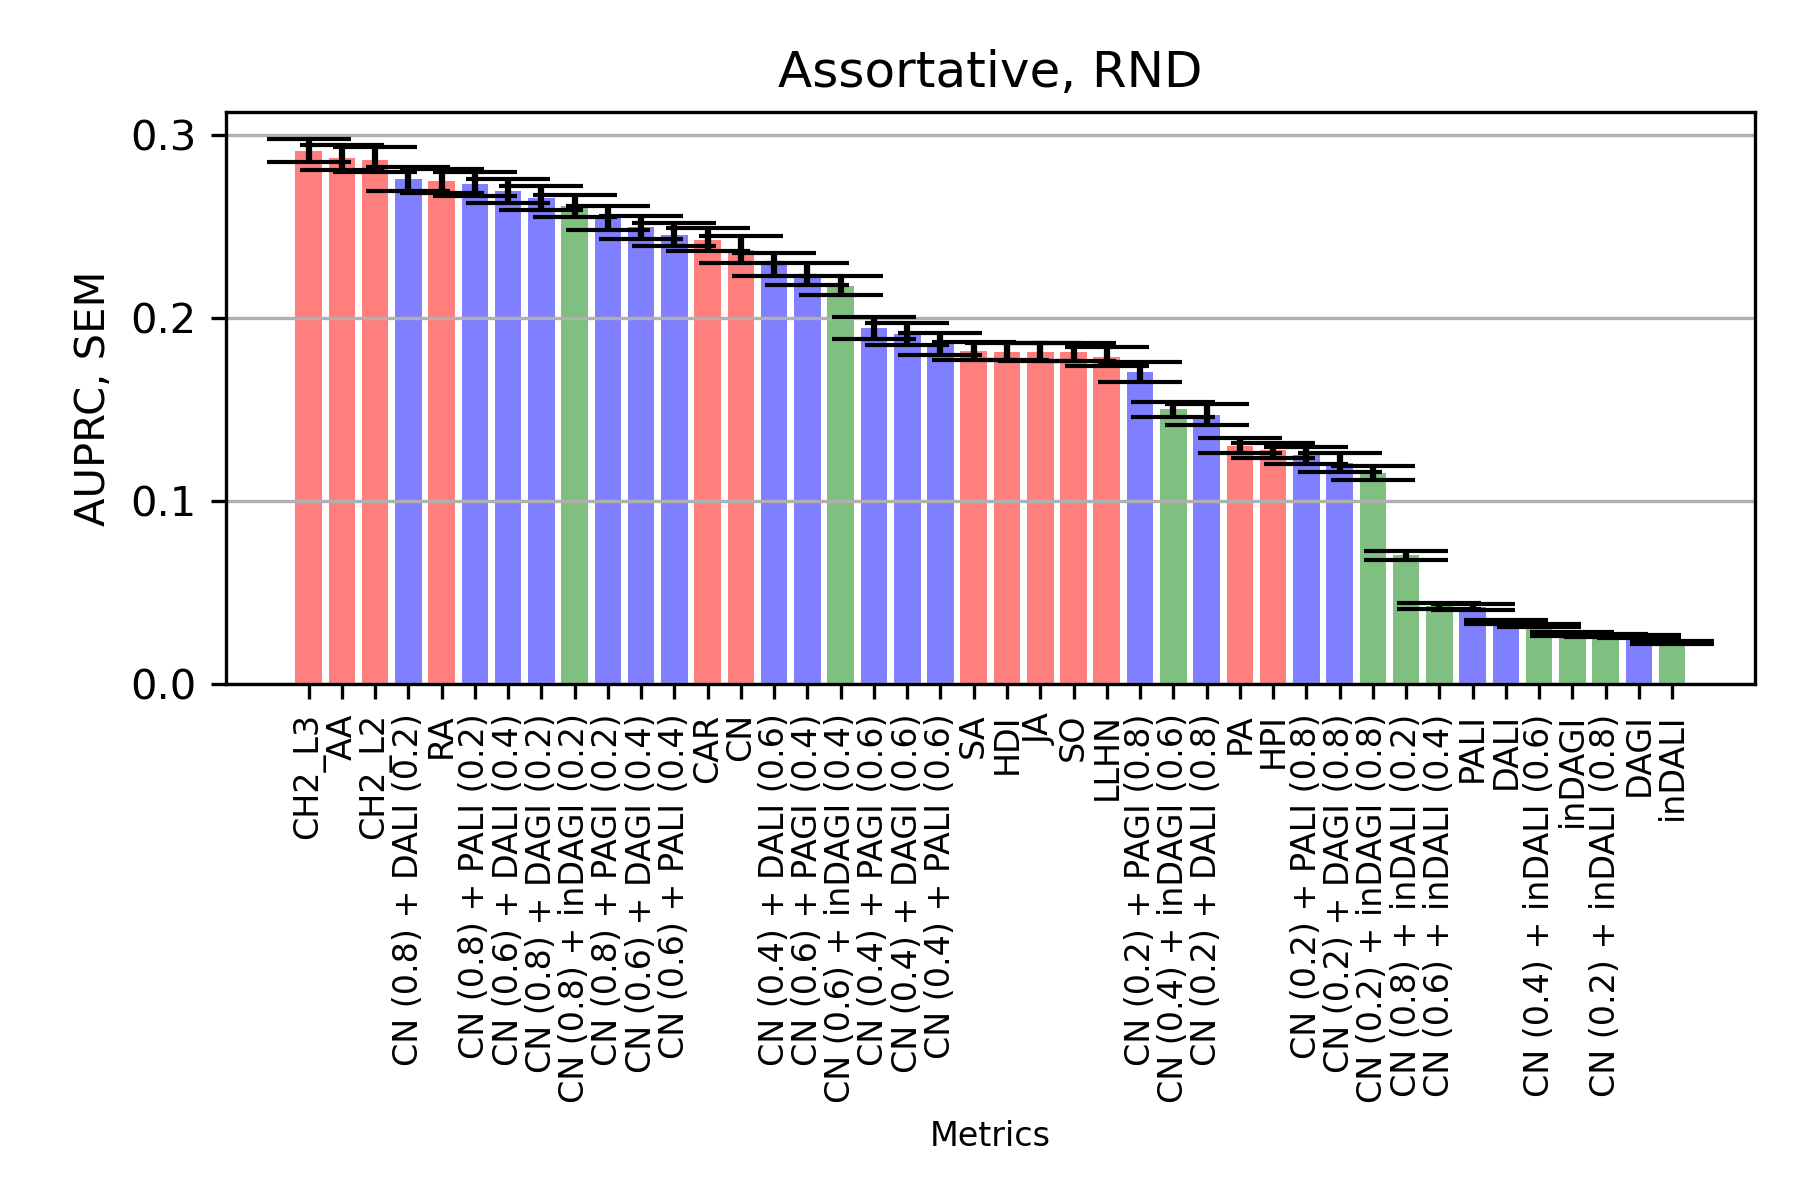 Assortative, RND
AUPRC, SEM
0.3
0.2
0.1
0.0
CH2_L3
_AA
CH2_L2
CN (0.8) + DALI (0.2)
RA
CN (0.8) + PALI (0.2)
CN (0.6) + DALI (0.4)
CN (0.8) + DAGI (0.2)
CN (0.8) + inDAGI (0.2)
CN (0.8) + PAGI (0.2)
CN (0.6) + DAGI (0.4)
CN (0.6) + PALI (0.4)
CAR
CN
CN (0.4) + DALI (0.6)
CN (0.6) + PAGI (0.4)
CN (0.6) + inDAGI (0.4)
CN (0.4) + PAGI (0.6)
CN (0.4) + DAGI (0.6)
CN (0.4) + PALI (0.6)
SA
HDI
JA
SO
LLHN
CN (0.2) + PAGI (0.8)
CN (0.4) + inDAGI (0.6)
CN (0.2) + DALI (0.8)
PA
HPI
CN (0.2) + PALI (0.8)
CN (0.2) + DAGI (0.8)
CN (0.2) + inDAGI (0.8)
CN (0.8) + inDALI (0.2)
CN (0.6) + inDALI (0.4)
PALI
DALI
CN (0.4) + inDALI (0.6)
inDAGI
CN (0.2) + inDALI (0.8)
DAGI
inDALI
Metrics